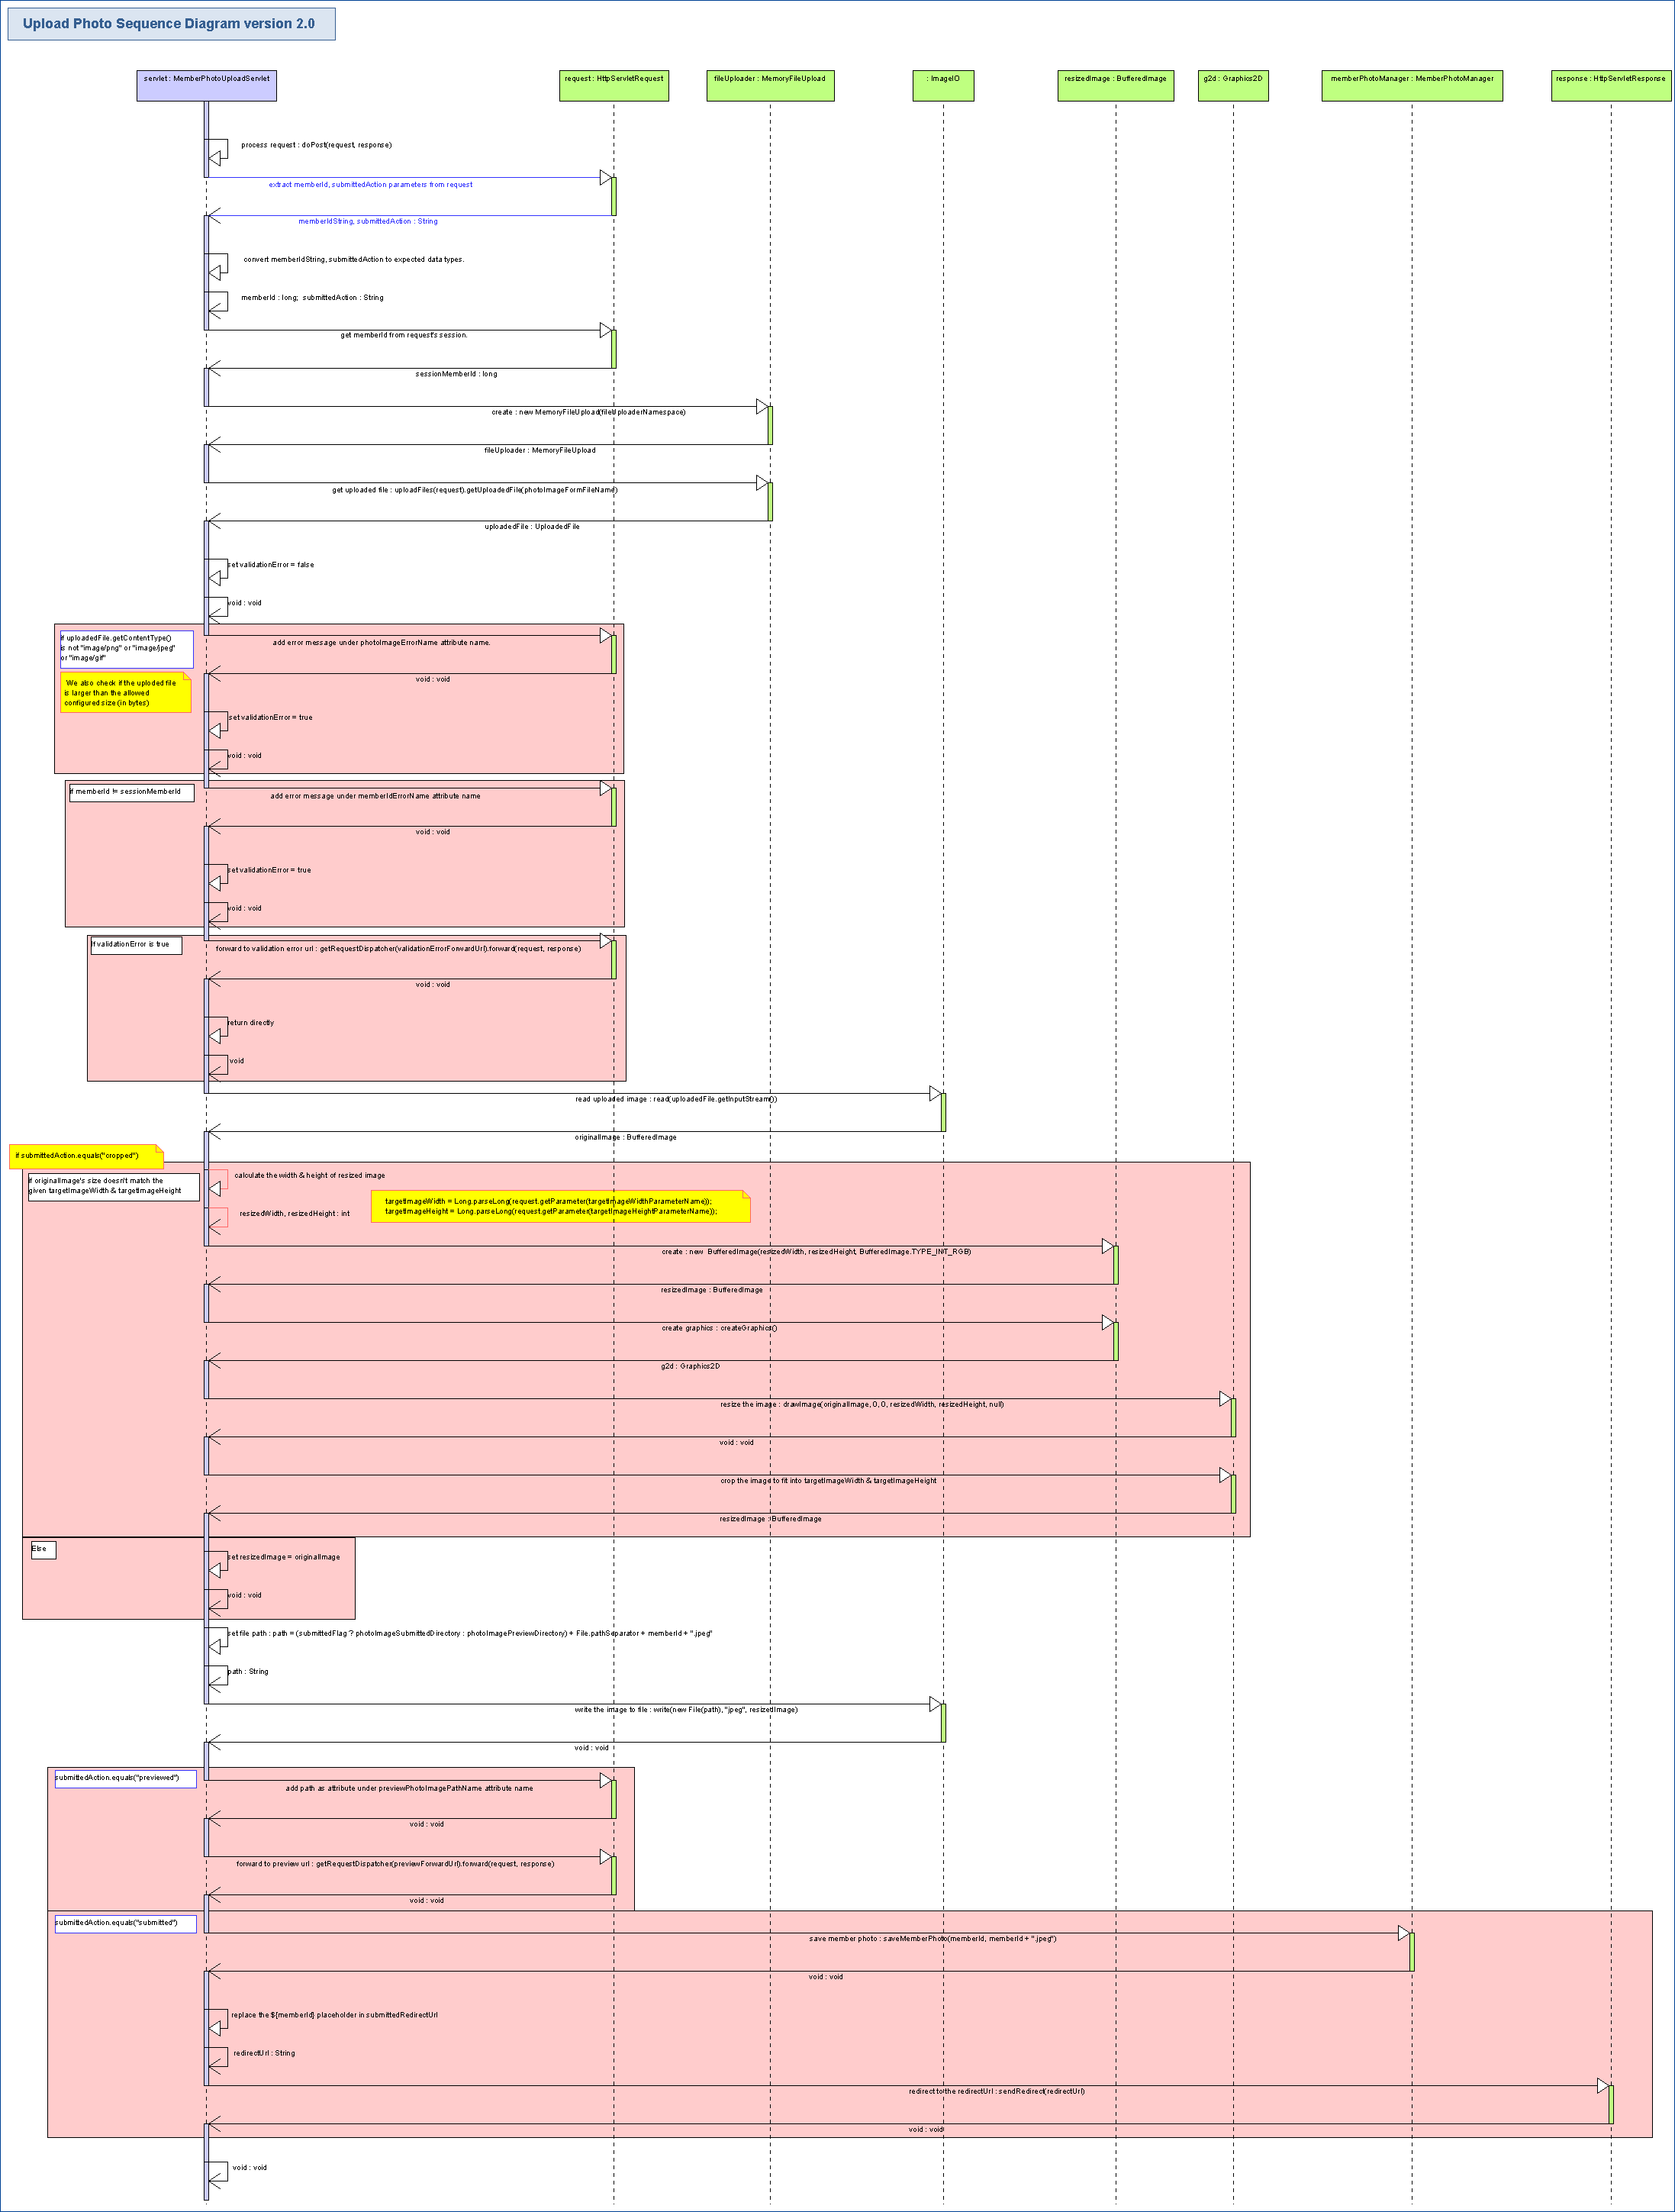 Upload Photo Sequence Diagram version 2.0
servlet : MemberPhotoUploadServlet
request : HttpServletRequest
fileUploader : MemoryFileUpload
: ImageIO
resizedImage : BufferedImage
g2d : Graphics2D
memberPhotoManager : MemberPhotoManager
response : HttpServletResponse
process request : doPost(request, response)
extract memberId, submittedAction parameters from request
memberIdString, submittedAction : String
convert memberIdString, submittedAction to expected data types.
memberId : long;  submittedAction : String
get memberId from request's session.
sessionMemberId : long
create : new MemoryFileUpload(fileUploaderNamespace)
fileUploader : MemoryFileUpload
get uploaded file : uploadFiles(request).getUploadedFile(photoImageFormFileName)
uploadedFile : UploadedFile
set validationError = false
void : void
if uploadedFile.getContentType()
is not "image/png" or "image/jpeg"
or "image/gif"
add error message under photoImageErrorName attribute name.
void : void
We also check if the uploded file
is larger than the allowed
configured size (in bytes)
set validationError = true
void : void
if memberId != sessionMemberId
add error message under memberIdErrorName attribute name
void : void
set validationError = true
void : void
If validationError is true
forward to validation error url : getRequestDispatcher(validationErrorForwardUrl).forward(request, response)
void : void
return directly
void
read uploaded image : read(uploadedFile.getInputStream())
originalImage : BufferedImage
if submittedAction.equals("cropped")
If originalImage's size doesn't match the
given targetImageWidth & targetImageHeight
calculate the width & height of resized image
targetImageWidth = Long.parseLong(request.getParameter(targetImageWidthParameterName));
targetImageHeight = Long.parseLong(request.getParameter(targetImageHeightParameterName));
resizedWidth, resizedHeight : int
create : new  BufferedImage(resizedWidth, resizedHeight, BufferedImage.TYPE_INT_RGB)
resizedImage : BufferedImage
create graphics : createGraphics()
g2d : Graphics2D
resize the image : drawImage(originalImage, 0, 0, resizedWidth, resizedHeight, null)
void : void
crop the image to fit into targetImageWidth & targetImageHeight
resizedImage : BufferedImage
Else
set resizedImage = originalImage
void : void
set file path : path = (submittedFlag ? photoImageSubmittedDirectory : photoImagePreviewDirectory) + File.pathSeparator + memberId + ".jpeg"
path : String
write the image to file : write(new File(path), "jpeg", resizetImage)
void : void
submittedAction.equals("previewed")
add path as attribute under previewPhotoImagePathName attribute name
void : void
forward to preview url : getRequestDispatcher(previewForwardUrl).forward(request, response)
void : void
submittedAction.equals("submitted")
save member photo : saveMemberPhoto(memberId, memberId + ".jpeg")
void : void
replace the ${memberId} placeholder in submittedRedirectUrl
redirectUrl : String
redirect to the redirectUrl : sendRedirect(redirectUrl)
void : void
void : void